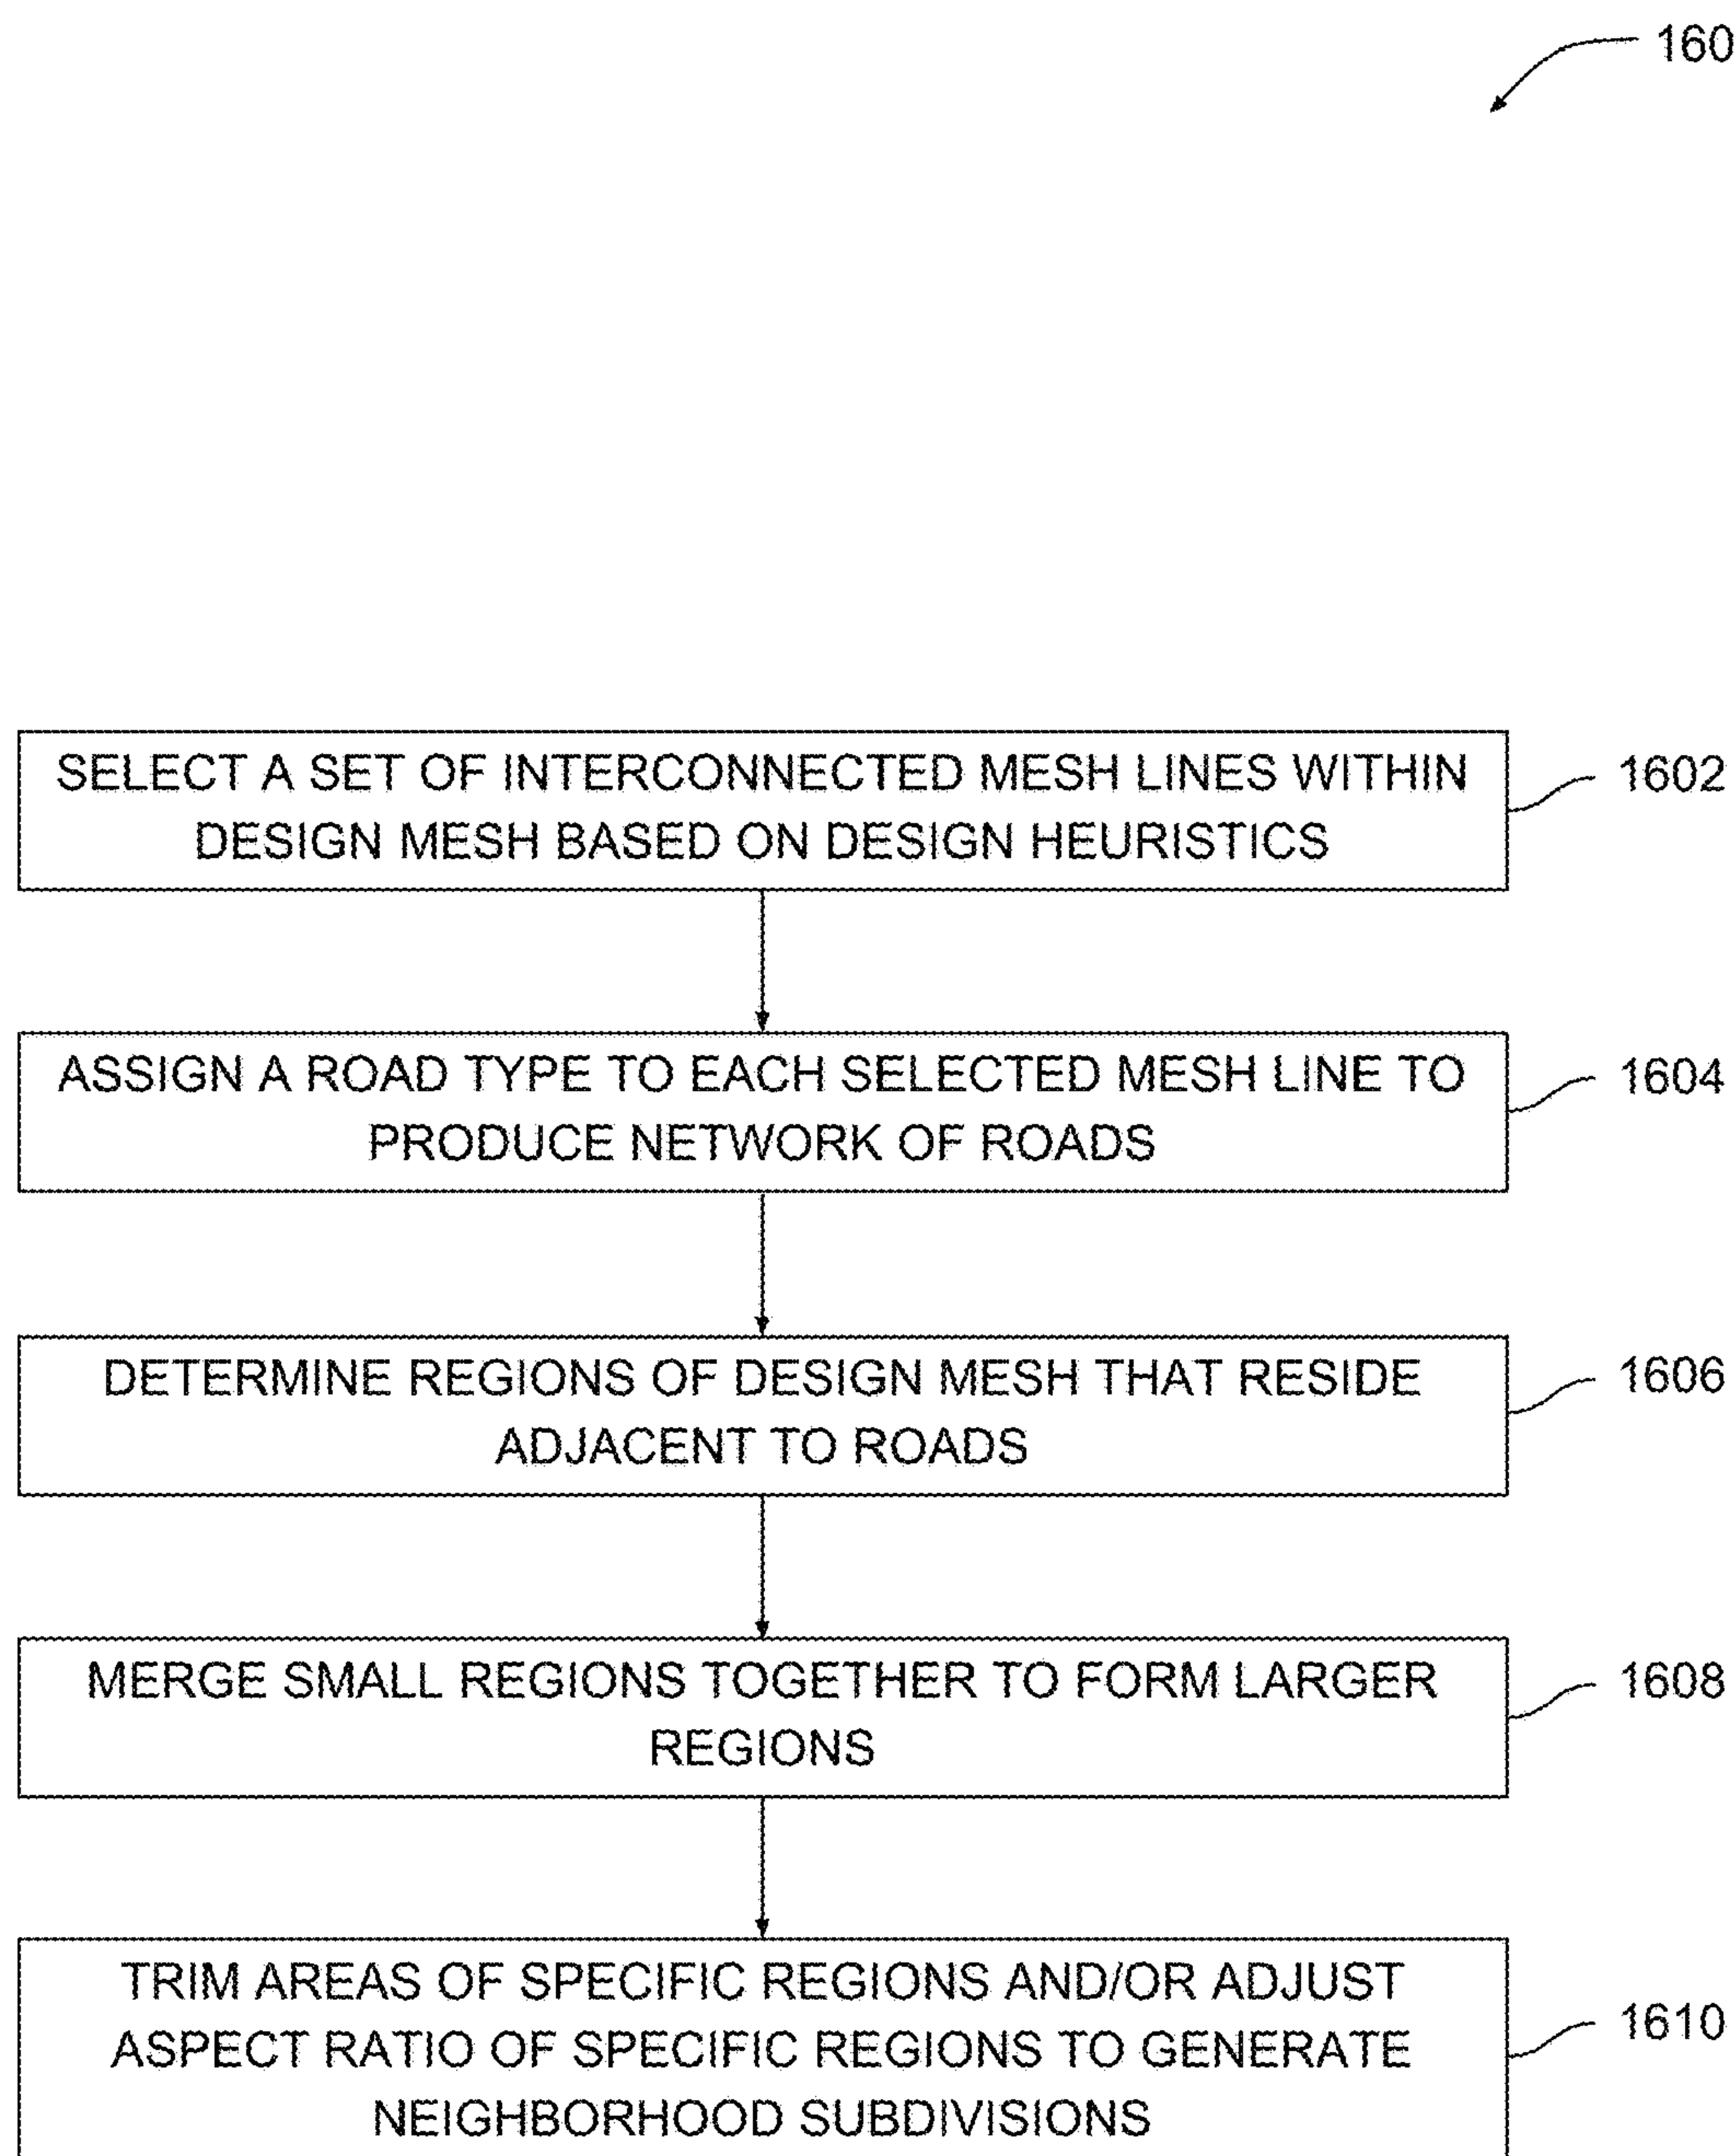 160
SELECT A SET OF INTERCONNECTED MESH LINES WITHIN
DESIGN MESH BASED ON DESIGN HEURISTICS
1602
ASSIGN A ROAD TYPE TO EACH SELECTED MESH LINE TO
PRODUCE NETWORK OF ROADS
1604
DETERMINE REGIONS OF DESIGN MESH THAT RESIDE
ADJACENT TO ROADS
1606
MERGE SMALL REGIONS TOGETHER TO FORM LARGER
REGIONS
1608
TRIM AREAS OF SPECIFIC REGIONS AND/OR ADJUST
ASPECT RATIO OF SPECIFIC REGIONS TO GENERATE
NEIGHBORHOOD SUBDIVISIONS
1610